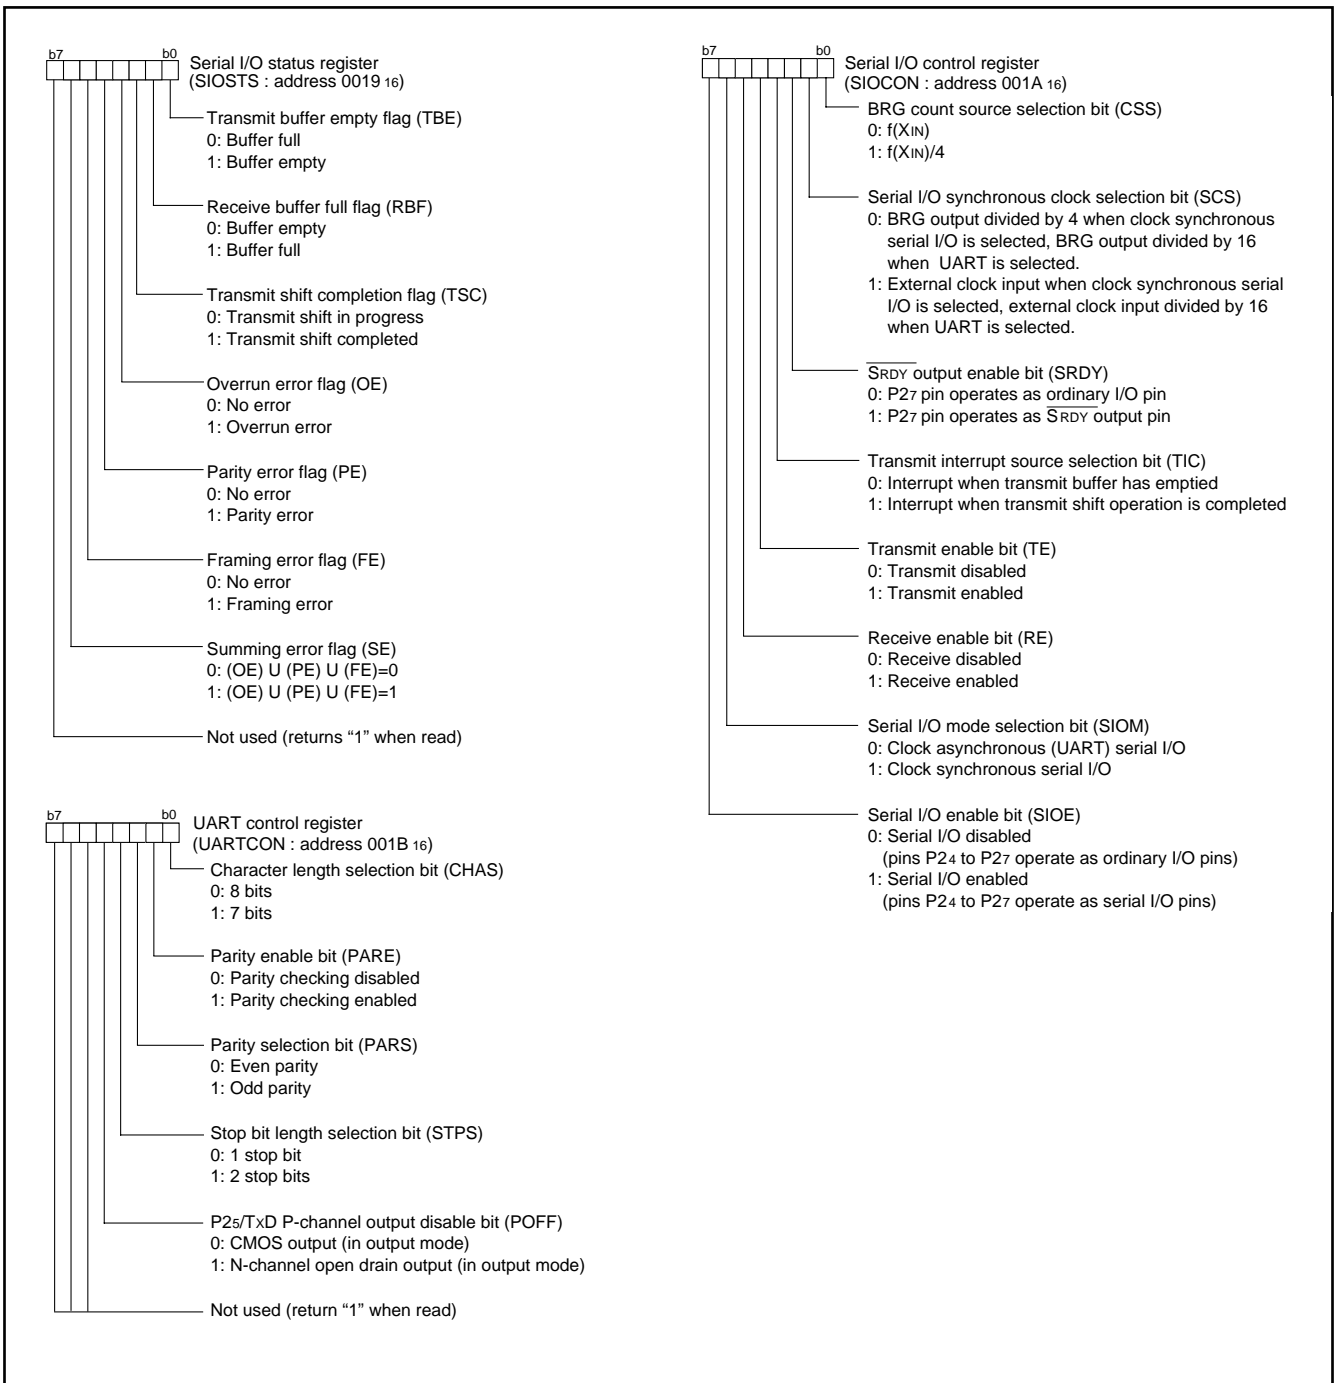 b7 b0 Serial I/O status register
(SIOSTS : address 0019 16)
Transmit buffer empty flag (TBE)
0: Buffer full
1: Buffer empty
Receive buffer full flag (RBF)
0: Buffer empty
1: Buffer full
Transmit shift completion flag (TSC)
0: Transmit shift in progress
1: Transmit shift completed
Overrun error flag (OE)
0: No error
1: Overrun error
Parity error flag (PE)
0: No error
1: Parity error
Framing error flag (FE)
0: No error
1: Framing error
Summing error flag (SE)
0: (OE) U (PE) U (FE)=0
1: (OE) U (PE) U (FE)=1
Not used (returns “1” when read)
b7 b0 UART control register
(UARTCON : address 001B 16)
Character length selection bit (CHAS)
0: 8 bits
1: 7 bits
Parity enable bit (PARE)
0: Parity checking disabled
1: Parity checking enabled
Parity selection bit (PARS)
0: Even parity
1: Odd parity
Stop bit length selection bit (STPS)
0: 1 stop bit
1: 2 stop bits
P25/TXD P-channel output disable bit (POFF)
0: CMOS output (in output mode)
1: N-channel open drain output (in output mode)
Not used (return “1” when read)
b7 b0 Serial I/O control register
(SIOCON : address 001A 16)
BRG count source selection bit (CSS)
0: f(XIN)
1: f(XIN)/4
Serial I/O synchronous clock selection bit (SCS)
0: BRG output divided by 4 when clock synchronous
serial I/O is selected, BRG output divided by 16
when UART is selected.
1: External clock input when clock synchronous serial
I/O is selected, external clock input divided by 16
when UART is selected.
SRDY output enable bit (SRDY)
0: P27 pin operates as ordinary I/O pin
1: P27 pin operates as SRDY output pin
Transmit interrupt source selection bit (TIC)
0: Interrupt when transmit buffer has emptied
1: Interrupt when transmit shift operation is completed
Transmit enable bit (TE)
0: Transmit disabled
1: Transmit enabled
Receive enable bit (RE)
0: Receive disabled
1: Receive enabled
Serial I/O mode selection bit (SIOM)
0: Clock asynchronous (UART) serial I/O
1: Clock synchronous serial I/O
Serial I/O enable bit (SIOE)
0: Serial I/O disabled
(pins P24 to P27 operate as ordinary I/O pins)
1: Serial I/O enabled
(pins P24 to P27 operate as serial I/O pins)